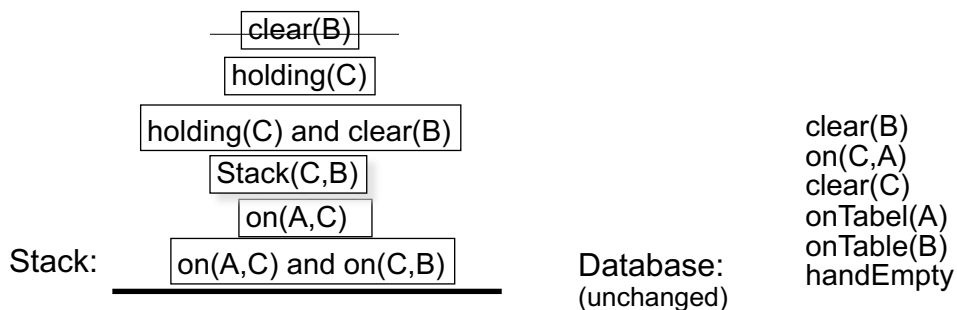 clear(B)
holding(C)
holding(C) and clear(B)
Stack(C,B)
on(A,C)
Stack:
on(A,C) and on(C,B)
Database:
(unchanged)
clear(B)
on(C,A)
clear(C)
onTabel(A)
onTable(B)
handEmpty